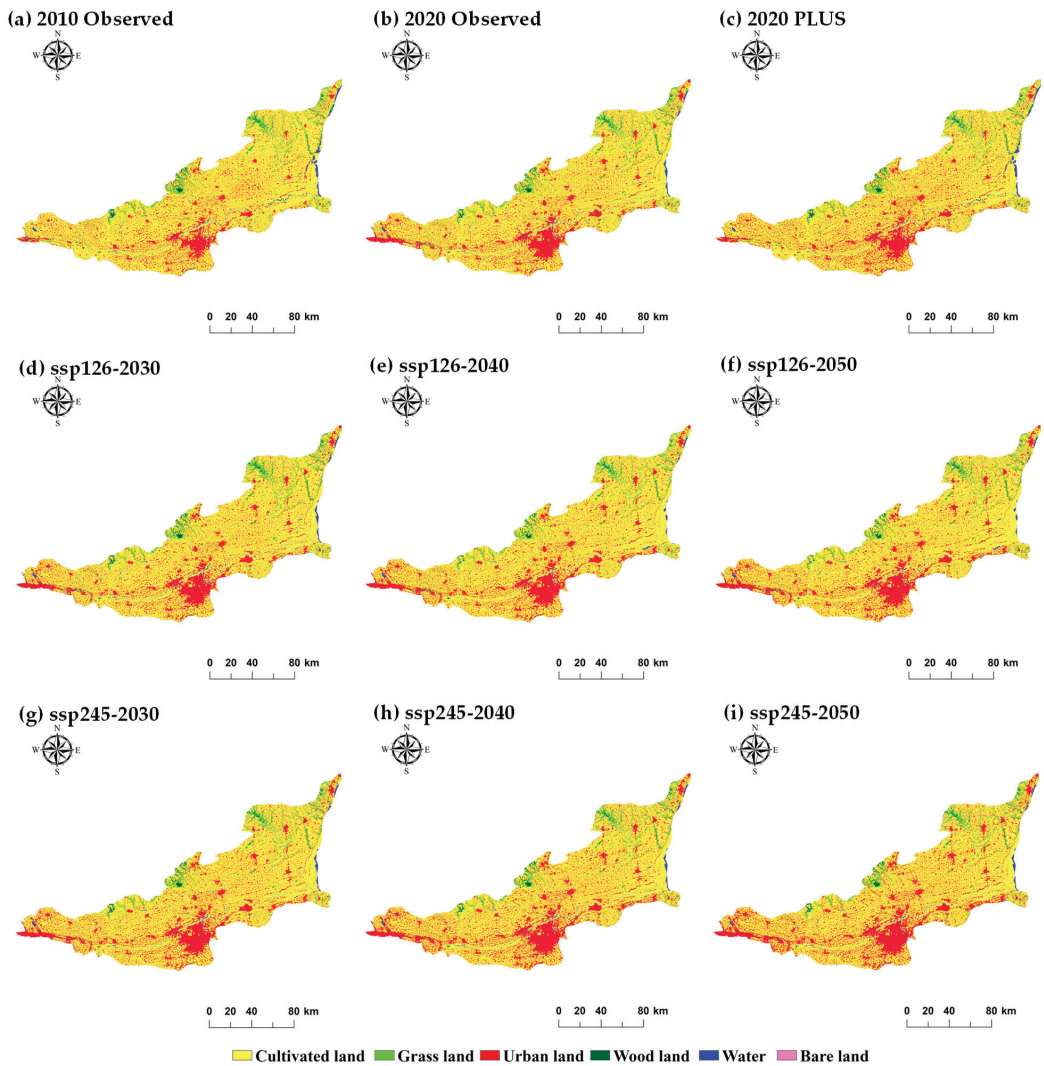 (a) 2010 Observed
(b) 2020 Observed
(c) 2020 PLUS
N
W E
S
N
W E
S
N
W E
S
0 20 40 80 km
0 20 40 80 km
0 20 40 80 km
(d) ssp126-2030
(e) ssp126-2040
(f) ssp126-2050
N
W E
S
N
W E
S
N
W E
S
0 20 40 80 km
0 20 40 80 km
0 20 40 80 km
(g) ssp245-2030
(h) ssp245-2040
(i) ssp245-2050
N
W E
S
N
W E
S
N
W E
S
0 20 40 80 km
0 20 40 80 km
0 20 40 80 km
Cultivated land Grass land Urban land Wood land Water Bare land